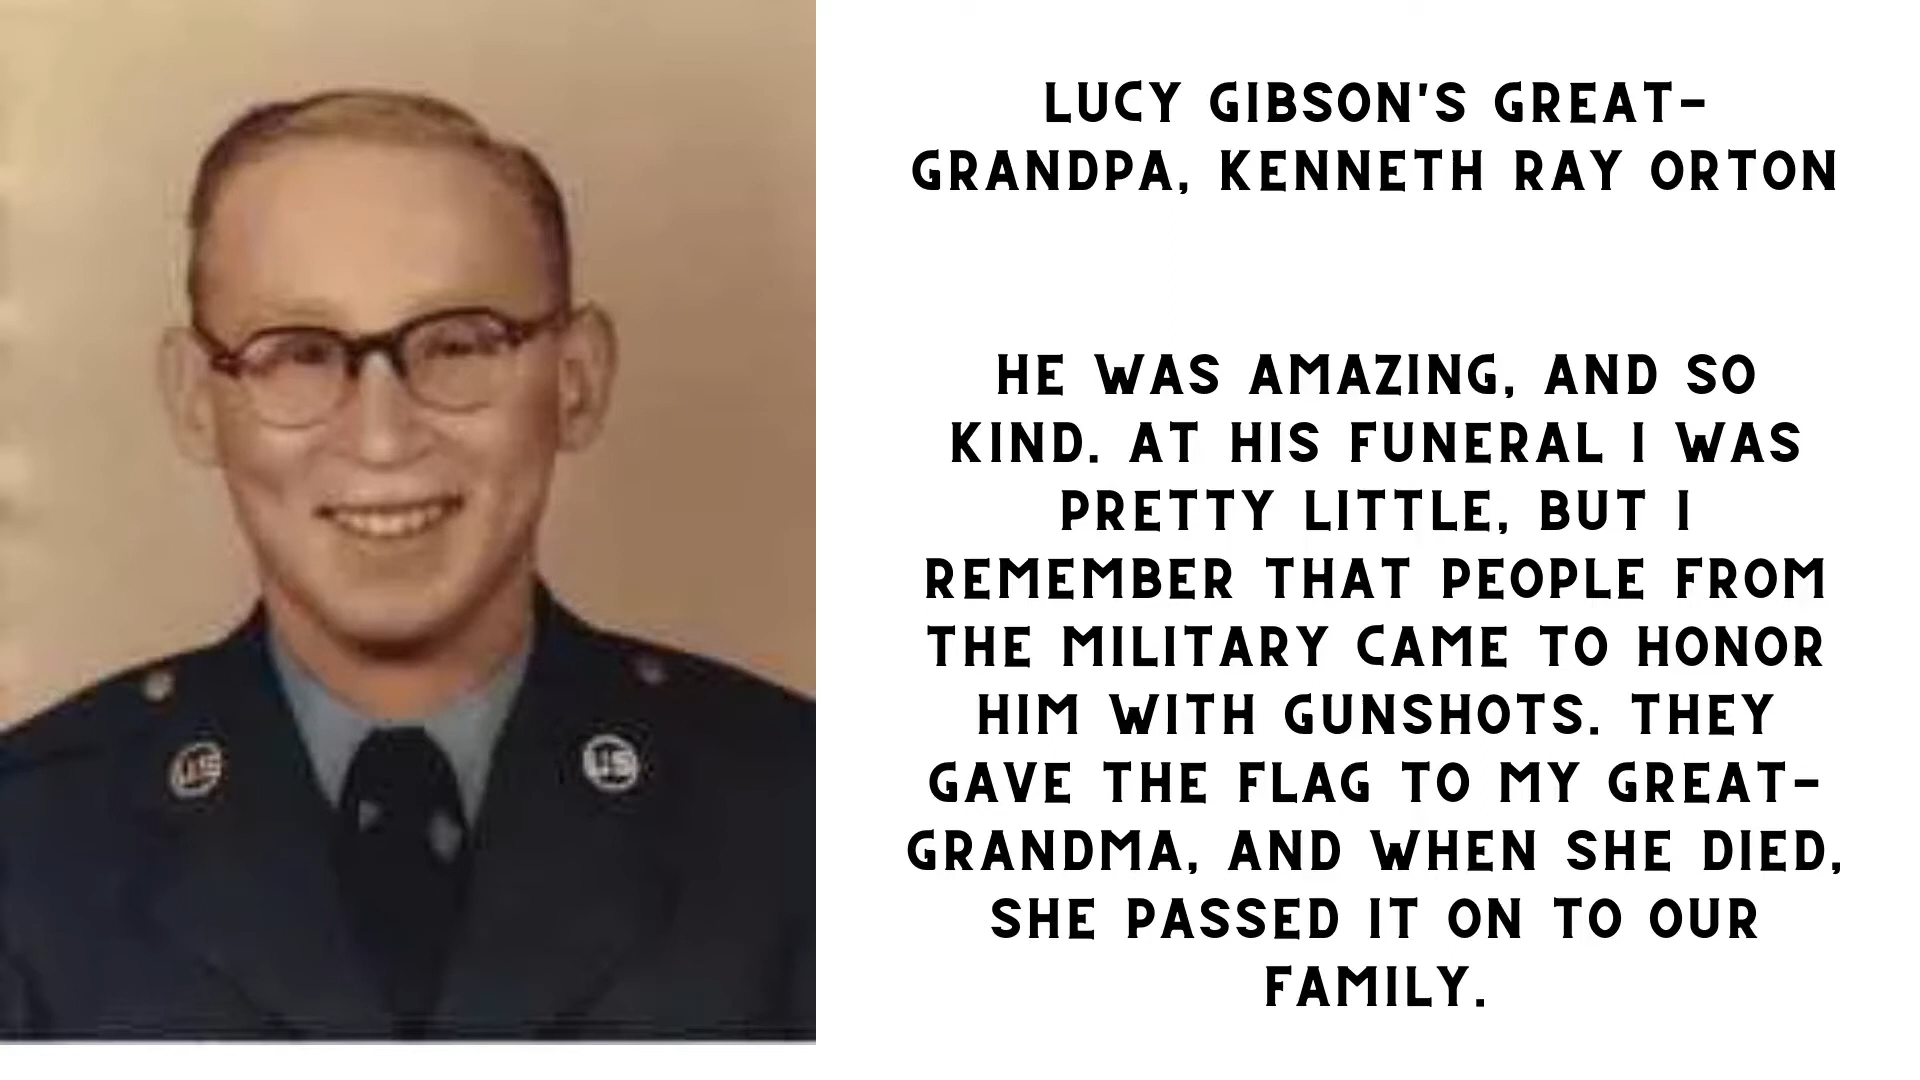 LUCY GIBSON'S GREAT-
GRANDPA, KENNETH RAY ORTON
HE WAS AMAZING, AND SO
KIND. AT HIS FUNERAL I WAS
PRETTY LITTLE, BUT I
REMEMBER THAT PEOPLE FROM
THE MILITARY CAME TO HONOR
HIM WITH GUNSHOTS. THEY
GAVE THE FLAG TO MY GREAT-
GRANDMA, AND WHEN SHE DIED,
SHE PASSED IT ON TO OUR
FAMILY.
US
US